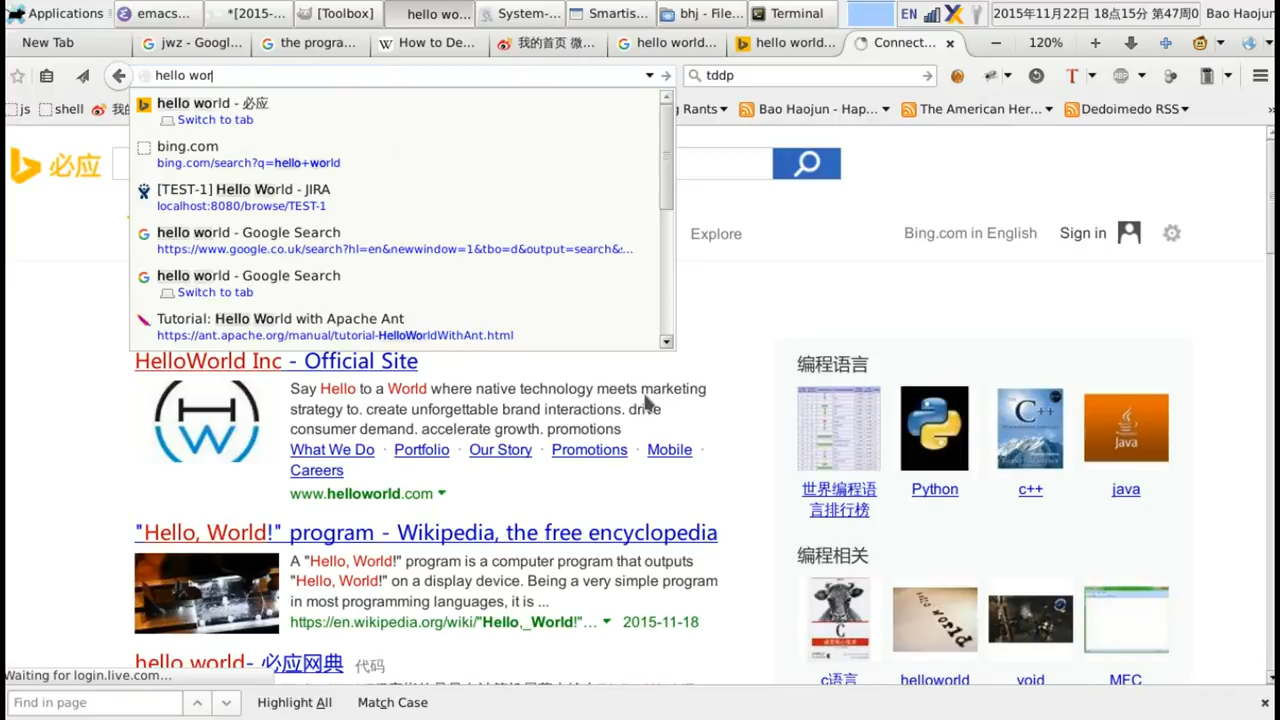 Applications
emacs...
*[2015-...
[Toolbox]
hello wo...
System-...
Smartis...
bhj - File...
Terminal
EN
2015年11月22日 18点15分 第47周0
Bao Haojun
New Tab
jwz - Googl...
the progra...
How to De...
我的首页 微...
hello world...
hello world...
Connect...
120%
hello wor
tddp
js
shell
g Rants
Bao Haojun - Hap...
The American Her...
Dedoimedo RSS
hello world - 必应
Switch to tab
bing.com
bing.com/search?q=hello+world
[TEST-1] Hello World - JIRA
localhost:8080/browse/TEST-1
hello world - Google Search
https://www.google.co.uk/search?hl=en&newwindow=1&tbo=d&output=search&s...
hello world - Google Search
Switch to tab
Tutorial: Hello World with Apache Ant
https://ant.apache.org/manual/tutorial-HelloWorldWithAnt.html
必应
Explore
Bing.com in English
Sign in
HelloWorld Inc - Official Site
Say Hello to a World where native technology meets marketing
strategy to. create unforgettable brand interactions. drive
consumer demand. accelerate growth. promotions
What We Do · Portfolio · Our Story · Promotions · Mobile ·
Careers
www.helloworld.com
"Hello, World!" program - Wikipedia, the free encyclopedia
A "Hello, World!" program is a computer program that outputs
"Hello, World!" on a display device. Being a very simple program
in most programming languages, it is ...
https://en.wikipedia.org/wiki/"Hello,_World!"... 2015-11-18
hello world- 必应网典 代码
编程语言
世界编程语
言排行榜
Python
c++
java
编程相关
c语言
helloworld
void
MFC
Waiting for login.live.com...
Find in page
Highlight All
Match Case